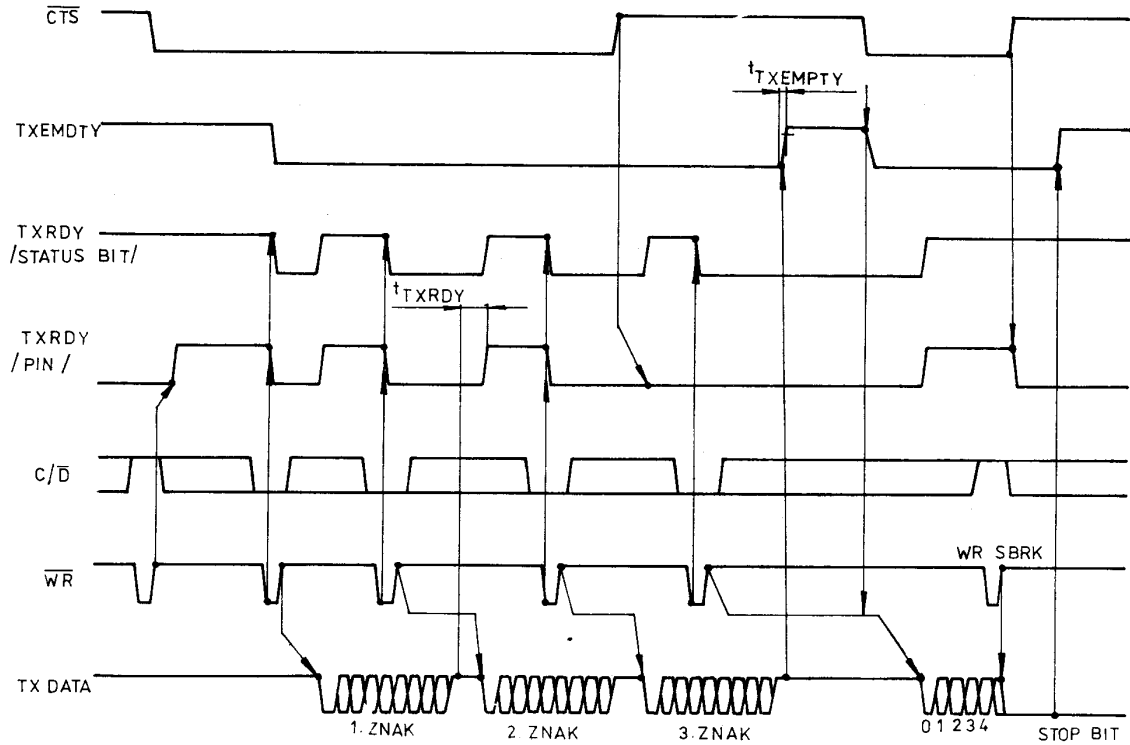 CTS
tTXEMPTY
TXEMDTY
TXRDY
/STATUS BIT/
tTXRDY
TXRDY
/PIN/
C/D
WR
WR SBRK
TX DATA
1. ZNAK
2. ZNAK
3. ZNAK
0 1 2 3 4
STOP BIT